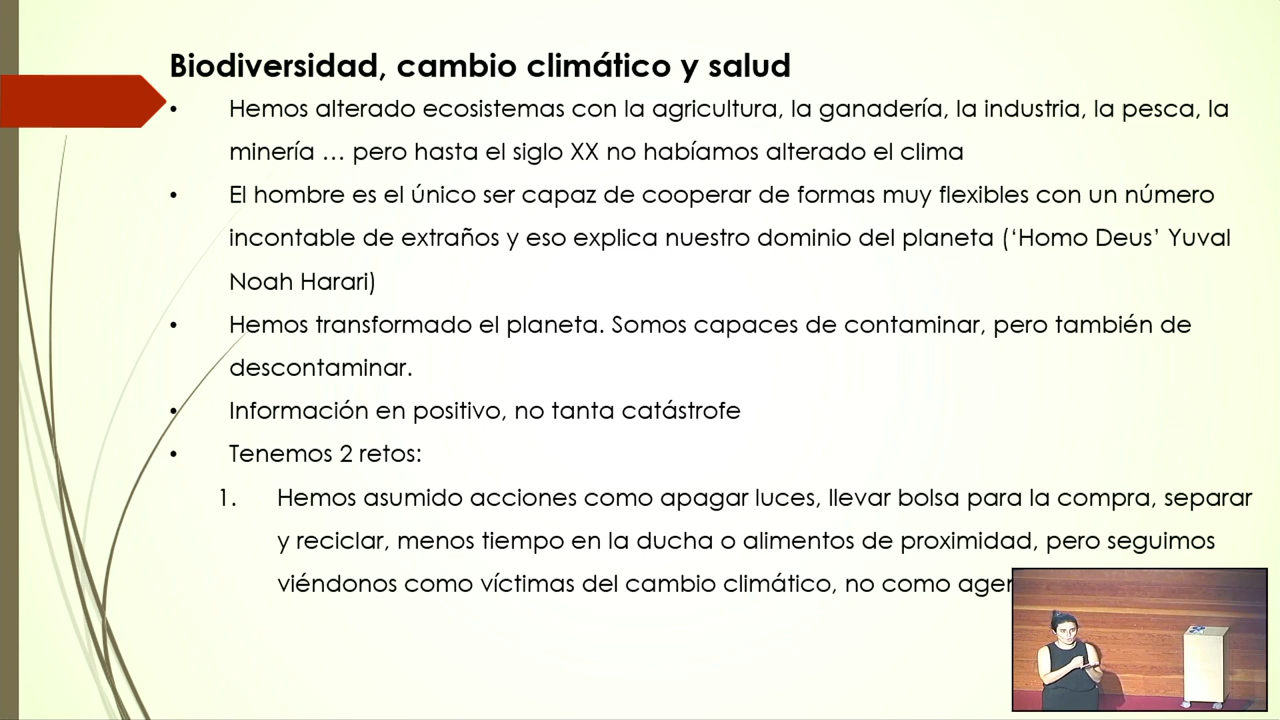 Biodiversidad, cambio climático y salud
• Hemos alterado ecosistemas con la agricultura, la ganadería, la industria, la pesca, la
minería … pero hasta el siglo XX no habíamos alterado el clima
• El hombre es el único ser capaz de cooperar de formas muy flexibles con un número
incontable de extraños y eso explica nuestro dominio del planeta (‘Homo Deus’ Yuval
Noah Harari)
• Hemos transformado el planeta. Somos capaces de contaminar, pero también de
descontaminar.
• Información en positivo, no tanta catástrofe
• Tenemos 2 retos:
1. Hemos asumido acciones como apagar luces, llevar bolsa para la compra, separar
y reciclar, menos tiempo en la ducha o alimentos de proximidad, pero seguimos
viéndonos como víctimas del cambio climático, no como